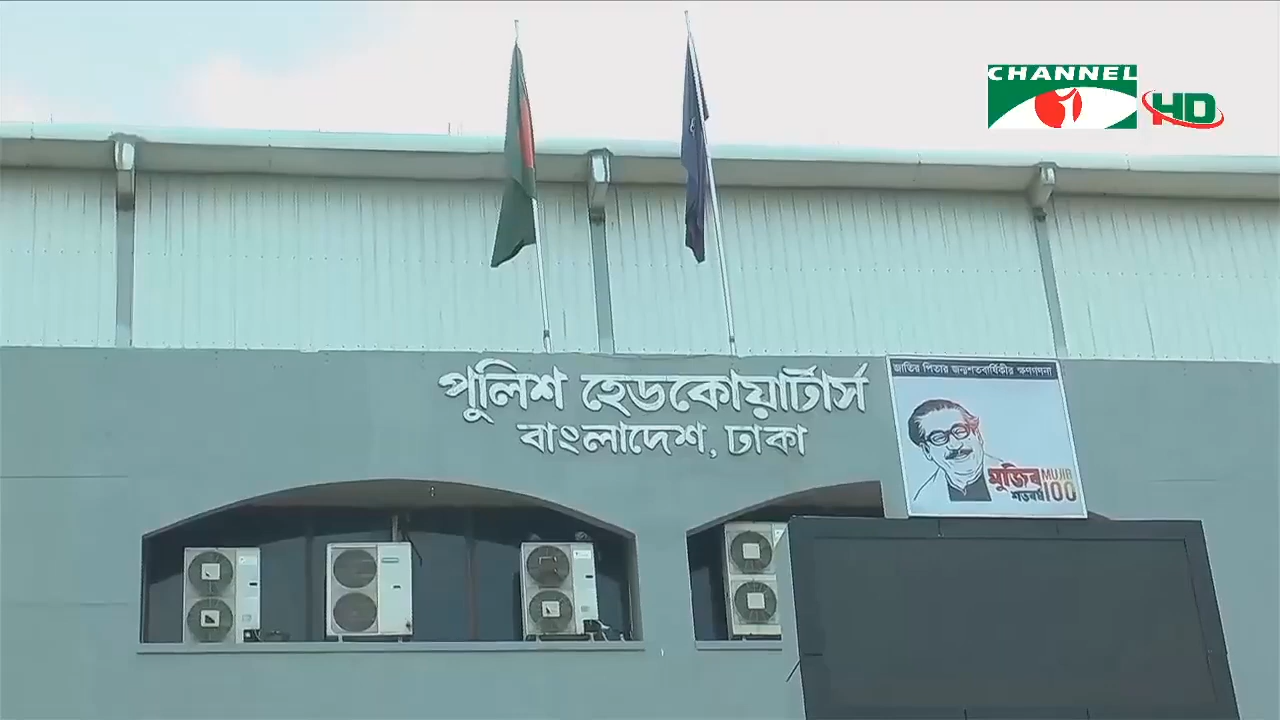 CHANNEL
HD
পুলিশ হেডকোয়ার্টার্স
বাংলাদেশ, ঢাকা
জাতির পিতার জন্মশতবার্ষিকীর ক্ষণগণনা
মুজিব MUJIB
শতবর্ষ 100